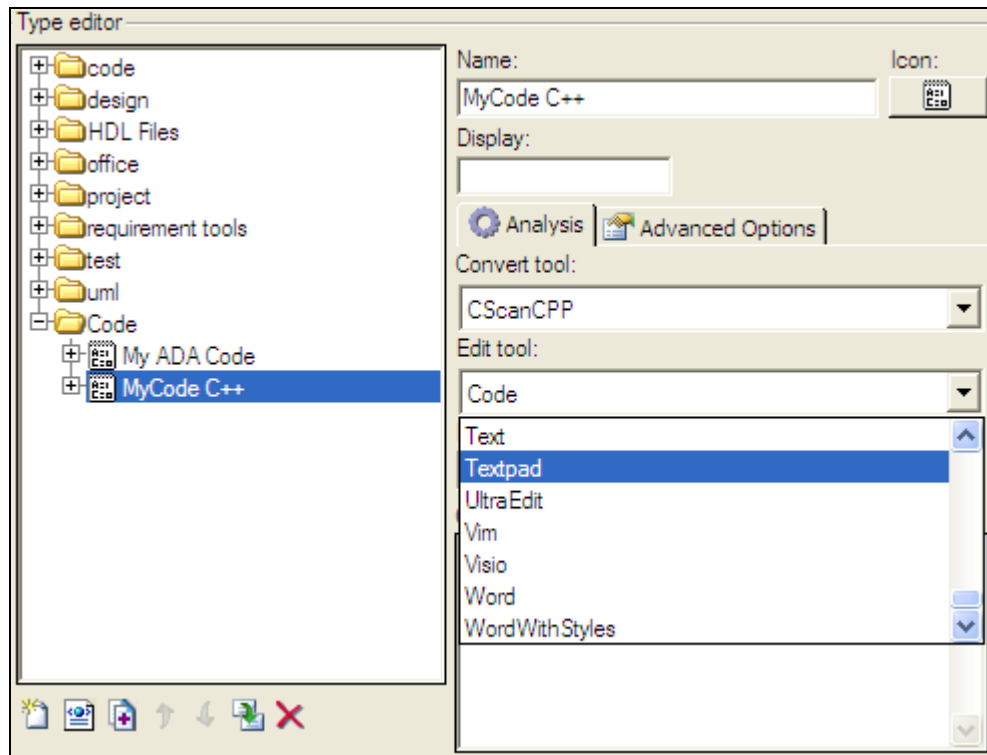 Type editor
code
design
HDL Files
office
project
requirement tools
test
uml
Code
My ADA Code
MyCode C++
Name:
Icon:
MyCode C++
Display:
Analysis
Advanced Options
Convert tool:
CScanCPP
Edit tool:
Code
Text
Textpad
UltraEdit
Vim
Visio
Word
WordWithStyles